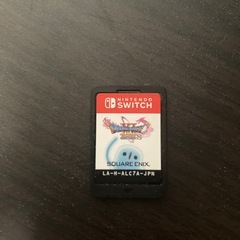 NINTENDO
SWITCH
SQUARE ENIX
LA-H-ALC7A-JPN